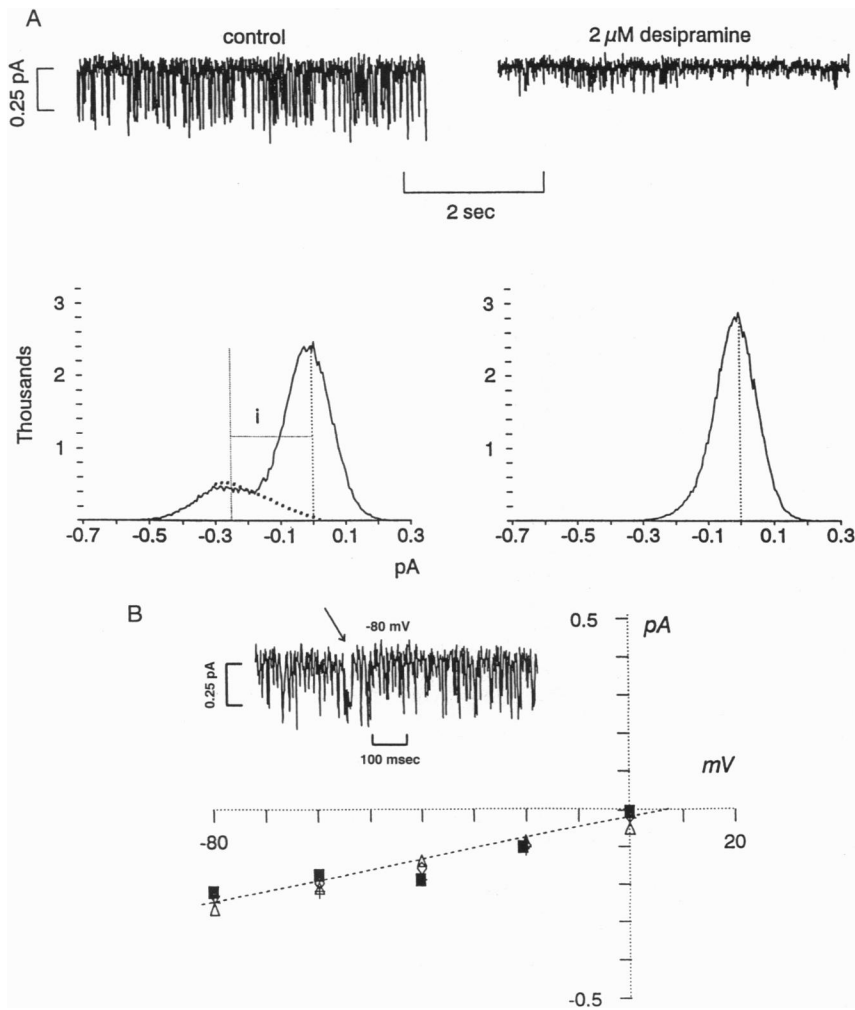 A
control
2 µM desipramine
0.25 pA
2 sec
Thousands
3
2
1
i
-0.7 -0.5 -0.3 -0.1 0.1 0.3
3
2
1
-0.7 -0.5 -0.3 -0.1 0.1 0.3
pA
B
-80 mV
0.25 pA
100 msec
0.5
pA
mV
-80
20
-0.5